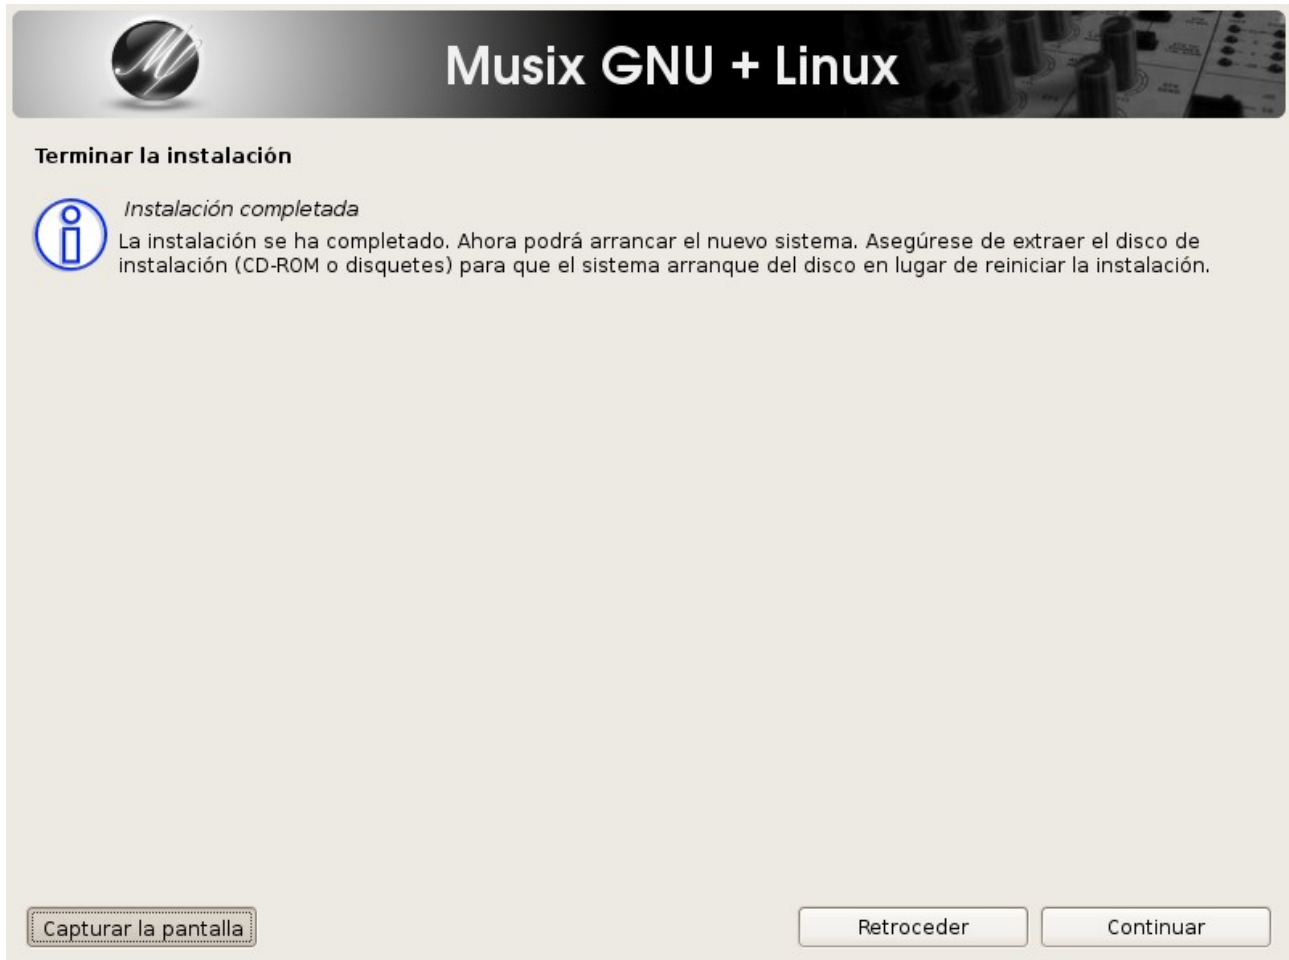 Musix GNU + Linux
Terminar la instalación
Instalación completada
La instalación se ha completado. Ahora podrá arrancar el nuevo sistema. Asegúrese de extraer el disco de
instalación (CD-ROM o disquetes) para que el sistema arranque del disco en lugar de reiniciar la instalación.
Capturar la pantalla
Retroceder
Continuar